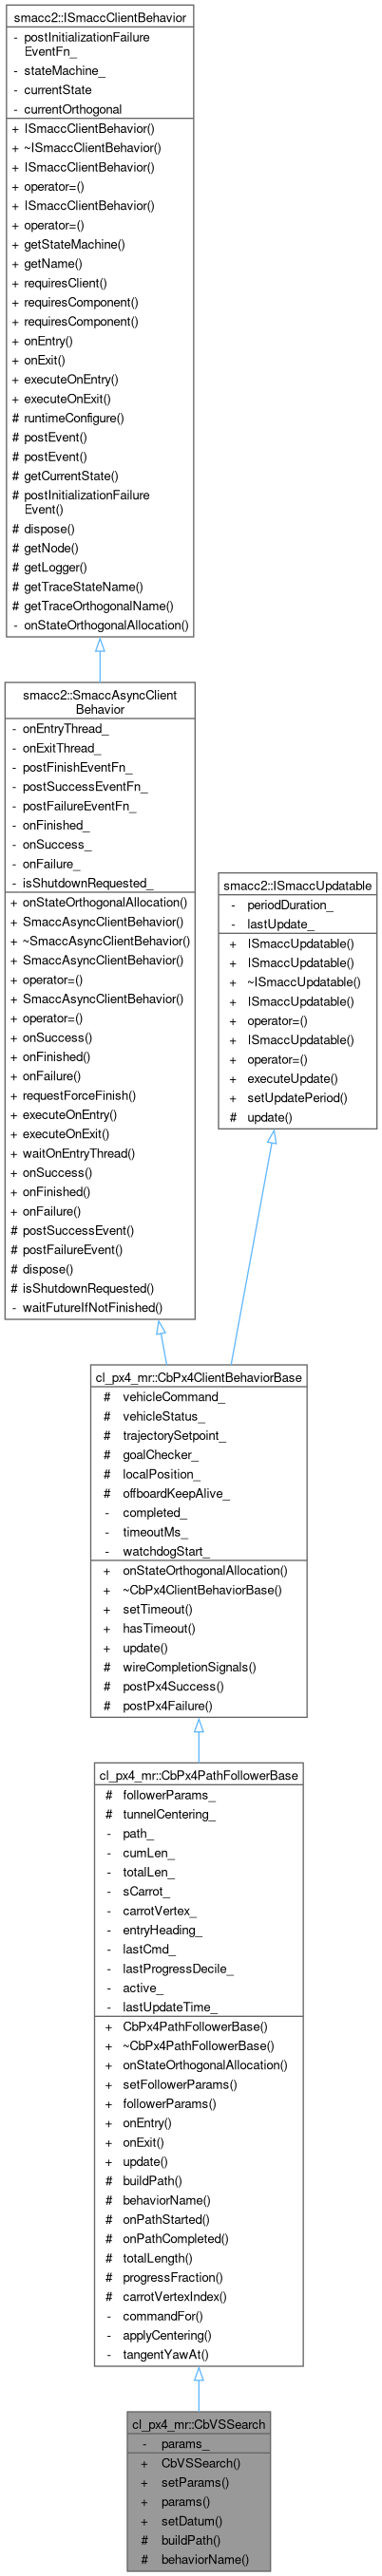 smacc2::ISmaccClientBehavior
- postInitializationFailure
EventFn_
- stateMachine_
- currentState
- currentOrthogonal
+ ISmaccClientBehavior()
+ ~ISmaccClientBehavior()
+ ISmaccClientBehavior()
+ operator=()
+ ISmaccClientBehavior()
+ operator=()
+ getStateMachine()
+ getName()
+ requiresClient()
+ requiresComponent()
+ requiresComponent()
+ onEntry()
+ onExit()
+ executeOnEntry()
+ executeOnExit()
# runtimeConfigure()
# postEvent()
# postEvent()
# getCurrentState()
# postInitializationFailure
Event()
# dispose()
# getNode()
# getLogger()
# getTraceStateName()
# getTraceOrthogonalName()
- onStateOrthogonalAllocation()
smacc2::SmaccAsyncClient
Behavior
- onEntryThread_
- onExitThread_
- postFinishEventFn_
- postSuccessEventFn_
- postFailureEventFn_
- onFinished_
- onSuccess_
- onFailure_
- isShutdownRequested_
+ onStateOrthogonalAllocation()
+ SmaccAsyncClientBehavior()
+ ~SmaccAsyncClientBehavior()
+ SmaccAsyncClientBehavior()
+ operator=()
+ SmaccAsyncClientBehavior()
+ operator=()
+ onSuccess()
+ onFinished()
+ onFailure()
+ requestForceFinish()
+ executeOnEntry()
+ executeOnExit()
+ waitOnEntryThread()
+ onSuccess()
+ onFinished()
+ onFailure()
# postSuccessEvent()
# postFailureEvent()
# dispose()
# isShutdownRequested()
- waitFutureIfNotFinished()
smacc2::ISmaccUpdatable
- periodDuration_
- lastUpdate_
+ ISmaccUpdatable()
+ ISmaccUpdatable()
+ ~ISmaccUpdatable()
+ ISmaccUpdatable()
+ operator=()
+ ISmaccUpdatable()
+ operator=()
+ executeUpdate()
+ setUpdatePeriod()
# update()
cl_px4_mr::CbPx4ClientBehaviorBase
# vehicleCommand_
# vehicleStatus_
# trajectorySetpoint_
# goalChecker_
# localPosition_
# offboardKeepAlive_
- completed_
- timeoutMs_
- watchdogStart_
+ onStateOrthogonalAllocation()
+ ~CbPx4ClientBehaviorBase()
+ setTimeout()
+ hasTimeout()
+ update()
# wireCompletionSignals()
# postPx4Success()
# postPx4Failure()
cl_px4_mr::CbPx4PathFollowerBase
# followerParams_
# tunnelCentering_
- path_
- cumLen_
- totalLen_
- sCarrot_
- carrotVertex_
- entryHeading_
- lastCmd_
- lastProgressDecile_
- active_
- lastUpdateTime_
+ CbPx4PathFollowerBase()
+ ~CbPx4PathFollowerBase()
+ onStateOrthogonalAllocation()
+ setFollowerParams()
+ followerParams()
+ onEntry()
+ onExit()
+ update()
# buildPath()
# behaviorName()
# onPathStarted()
# onPathCompleted()
# totalLength()
# progressFraction()
# carrotVertexIndex()
- commandFor()
- applyCentering()
- tangentYawAt()
cl_px4_mr::CbVSSearch
- params_
+ CbVSSearch()
+ setParams()
+ params()
+ setDatum()
# buildPath()
# behaviorName()